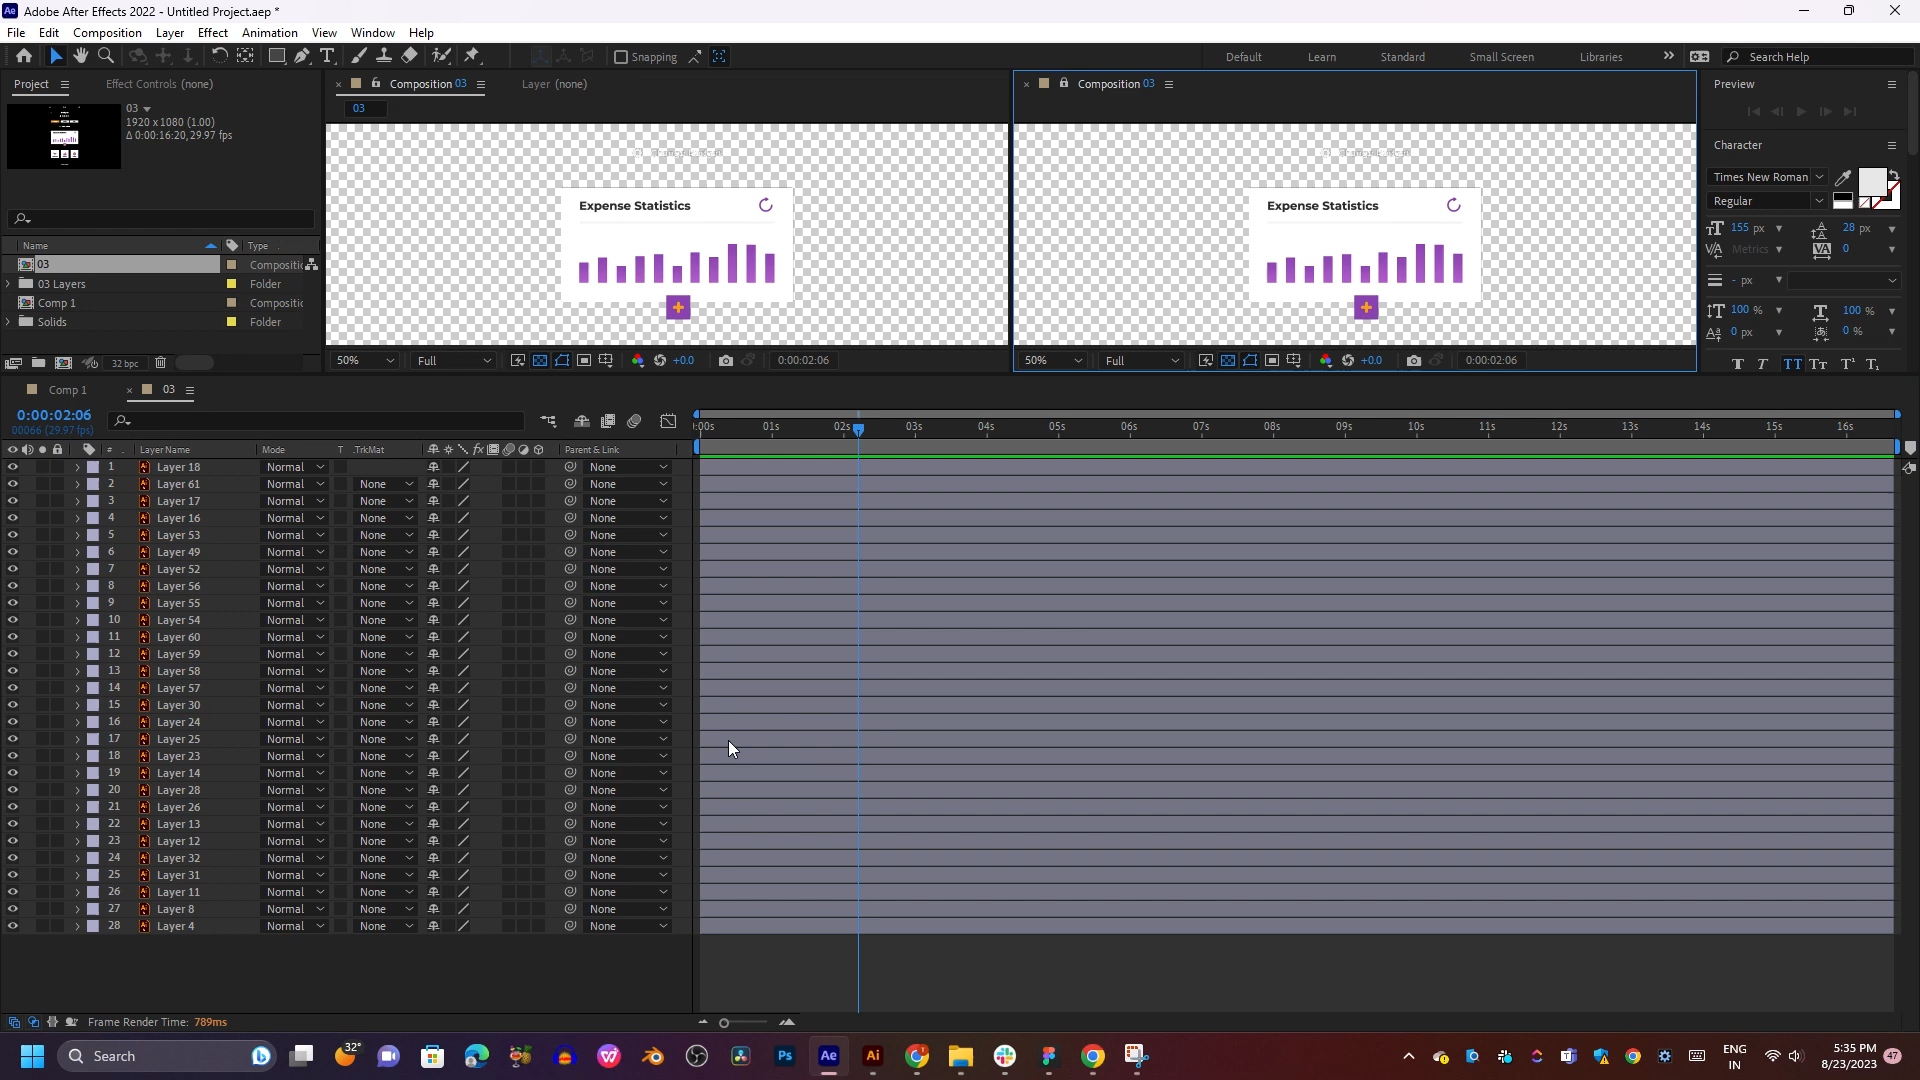 Adobe After Effects 2022 - Untitled Project.aep *
File Edit Composition Layer Effect Animation View Window Help
Snapping
Default Learn Standard Small Screen Libraries Search Help
Project Effect Controls (none)
03
1920 x 1080 (1.00)
Δ 0:00:16:20, 29.97 fps
Name Type
03 Compositic
03 Layers Folder
Comp 1 Compositic
Solids Folder
32 bpc
Composition 03 Layer (none)
03
Expense Statistics
50% Full +0.0 0:00:02:06
Composition 03
Expense Statistics
50% Full +0.0 0:00:02:06
Preview
Character
Times New Roman
Regular
155 px 28 px
Metrics 0
- px
100 % 100 %
0 px 0 %
T T TT Tt T¹ T₁
Comp 1 03
0:00:02:06
00066 (29.97 fps)
:00s 01s 02s 03s 04s 05s 06s 07s 08s 09s 10s 11s 12s 13s 14s 15s 16s
# Layer Name Mode T .TrkMat fx Parent & Link
1 Layer 18 Normal None
2 Layer 61 Normal None None
3 Layer 17 Normal None None
4 Layer 16 Normal None None
5 Layer 53 Normal None None
6 Layer 49 Normal None None
7 Layer 52 Normal None None
8 Layer 56 Normal None None
9 Layer 55 Normal None None
10 Layer 54 Normal None None
11 Layer 60 Normal None None
12 Layer 59 Normal None None
13 Layer 58 Normal None None
14 Layer 57 Normal None None
15 Layer 30 Normal None None
16 Layer 24 Normal None None
17 Layer 25 Normal None None
18 Layer 23 Normal None None
19 Layer 14 Normal None None
20 Layer 28 Normal None None
21 Layer 26 Normal None None
22 Layer 13 Normal None None
23 Layer 12 Normal None None
24 Layer 32 Normal None None
25 Layer 31 Normal None None
26 Layer 11 Normal None None
27 Layer 8 Normal None None
28 Layer 4 Normal None None
Frame Render Time: 789ms
Search
32°
Ps Ae Ai
ENG
IN
5:35 PM
8/23/2023
47